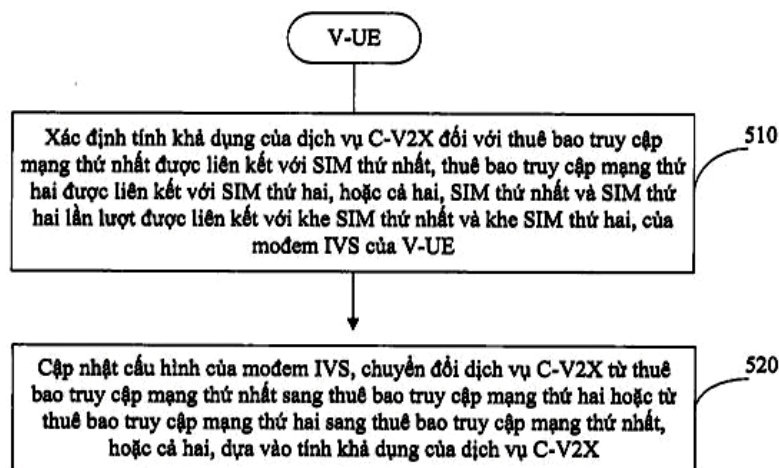 V-UE
Xác định tính khả dụng của dịch vụ C-V2X đối với thuê bao truy cập
mạng thứ nhất được liên kết với SIM thứ nhất, thuê bao truy cập mạng thứ
hai được liên kết với SIM thứ hai, hoặc cả hai, SIM thứ nhất và SIM thứ
hai lần lượt được liên kết với khe SIM thứ nhất và khe SIM thứ hai, của
mođem IVS của V-UE
510
Cập nhật cấu hình của mođem IVS, chuyển đổi dịch vụ C-V2X từ thuê
bao truy cập mạng thứ nhất sang thuê bao truy cập mạng thứ hai hoặc từ
thuê bao truy cập mạng thứ hai sang thuê bao truy cập mạng thứ nhất,
hoặc cả hai, dựa vào tính khả dụng của dịch vụ C-V2X
520